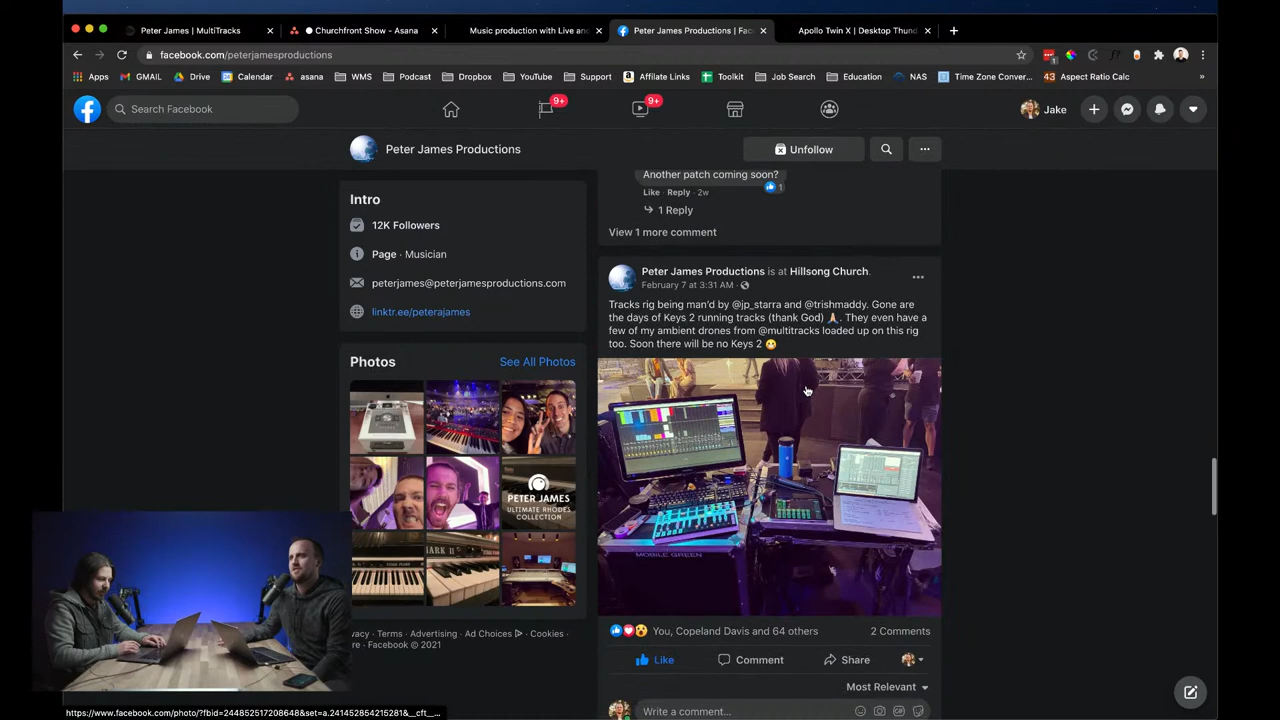 Peter James | MultiTracks
Churchfront Show - Asana
Music production with Live and
Peter James Productions | Fac
Apollo Twin X | Desktop Thund
facebook.com/peterjamesproductions
Apps
GMAIL
Drive
Calendar
asana
WMS
Podcast
Dropbox
YouTube
Support
Affilate Links
Toolkit
Job Search
Education
NAS
Time Zone Conver...
43 Aspect Ratio Calc
Search Facebook
9+
9+
Jake
Peter James Productions
Unfollow
Intro
12K Followers
Page · Musician
peterjames@peterjamesproductions.com
linktr.ee/peterajames
Photos
See All Photos
PETER JAMES
ULTIMATE RHODES
COLLECTION
MARK II
ivacy · Terms · Advertising · Ad Choices · Cookies ·
re · Facebook © 2021
Another patch coming soon?
1
Like · Reply · 2w
1 Reply
View 1 more comment
Peter James Productions is at Hillsong Church.
February 7 at 3:31 AM ·
Tracks rig being man'd by @jp_starra and @trishmaddy. Gone are
the days of Keys 2 running tracks (thank God) 🙏. They even have a
few of my ambient drones from @multitracks loaded up on this rig
too. Soon there will be no Keys 2 😬
MOBILE GREEN
You, Copeland Davis and 64 others
2 Comments
Like
Comment
Share
Most Relevant
Write a comment...
https://www.facebook.com/photo/?fbid=244852517208648&set=a.241452854215281&__cft__...